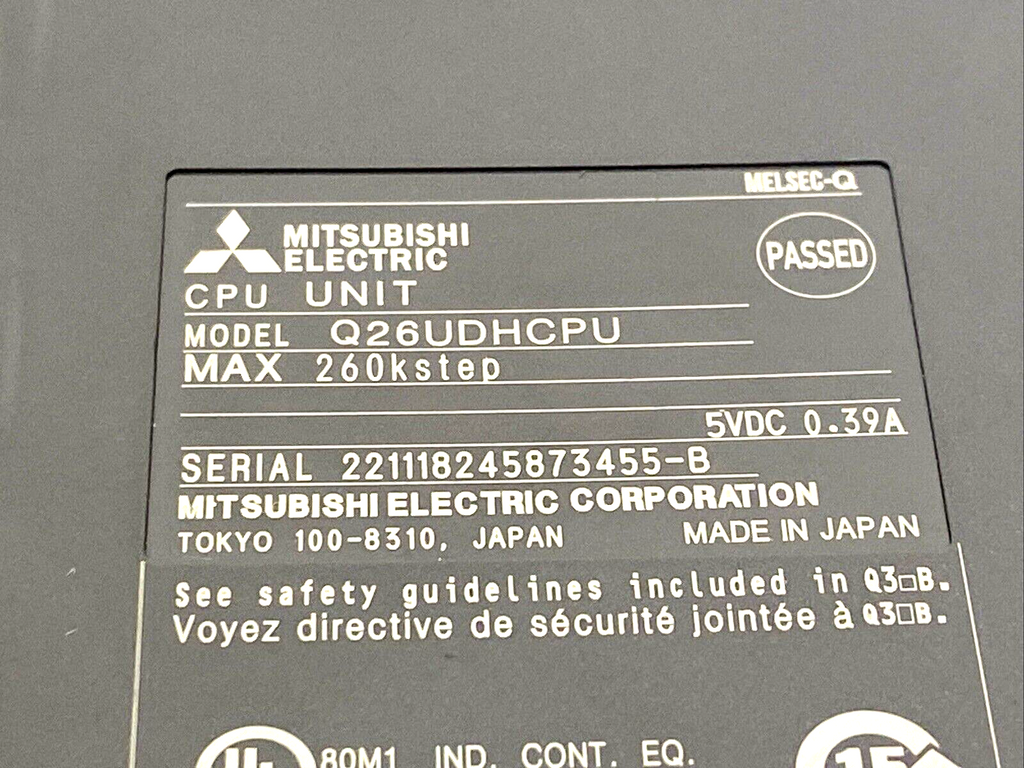 MELSEC-Q
MITSUBISHI
ELECTRIC
PASSED
CPU UNIT
MODEL Q26UDHCPU
MAX 260kstep
5VDC 0.39A
SERIAL 221118245873455-B
MITSUBISHI ELECTRIC CORPORATION
TOKYO 100-8310, JAPAN MADE IN JAPAN
See safety guidelines included in Q3□B.
Voyez directive de sécurité jointée à Q3□B.
UL 80M1 IND. CONT. EQ.
15